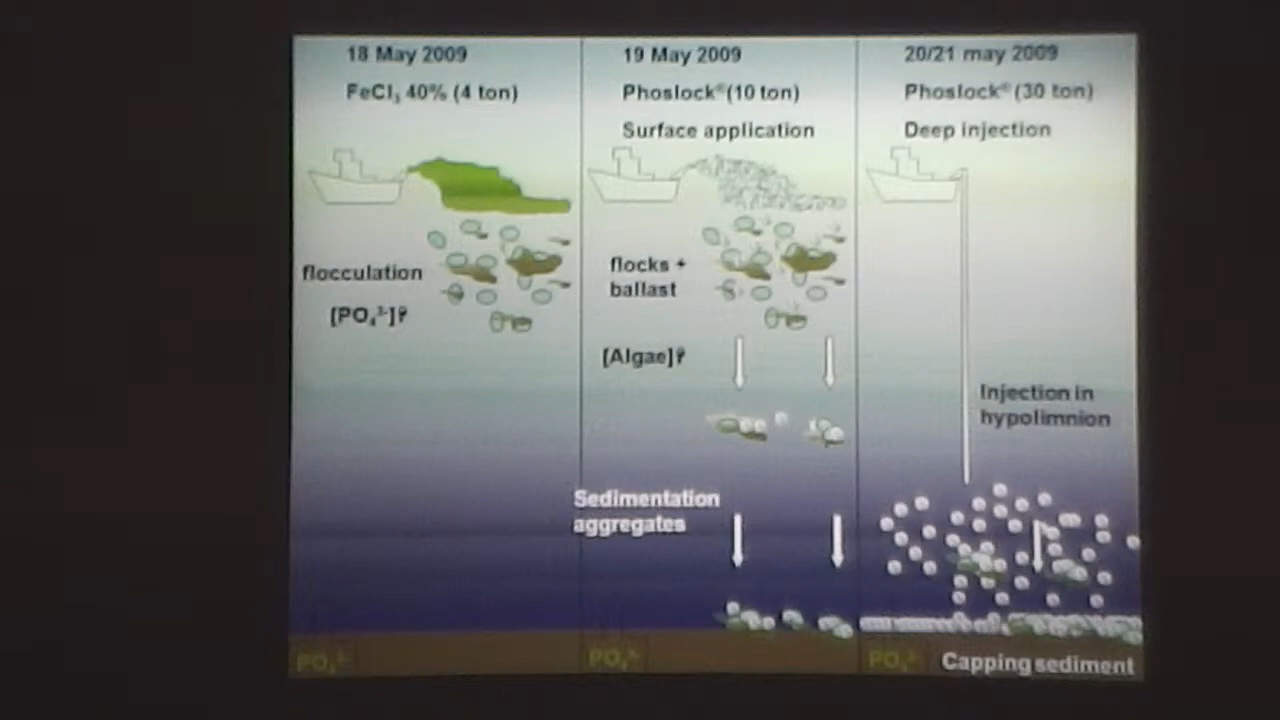 18 May 2009
FeCl₃ 40% (4 ton)
flocculation
[PO₄³⁻]?
PO₄³⁻
19 May 2009
Phoslock® (10 ton)
Surface application
flocks +
ballast
[Algae]?
Sedimentation
aggregates
PO₄³⁻
20/21 may 2009
Phoslock® (30 ton)
Deep injection
Injection in
hypolimnion
PO₄³⁻
Capping sediment